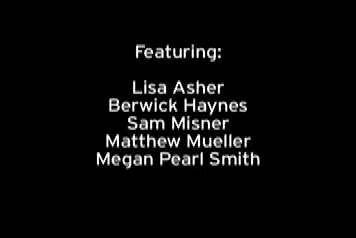 Featuring:
Lisa Asher
Berwick Haynes
Sam Misner
Matthew Mueller
Megan Pearl Smith